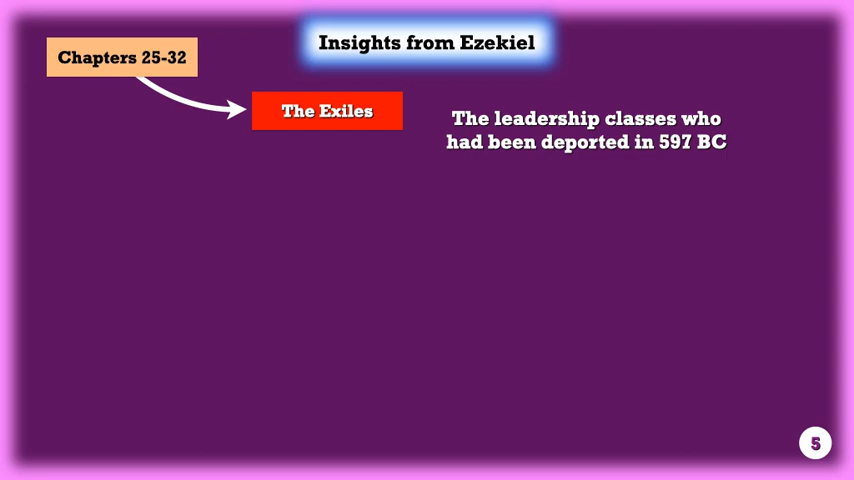 Insights from Ezekiel
Chapters 25-32
The Exiles
The leadership classes who
had been deported in 597 BC
5